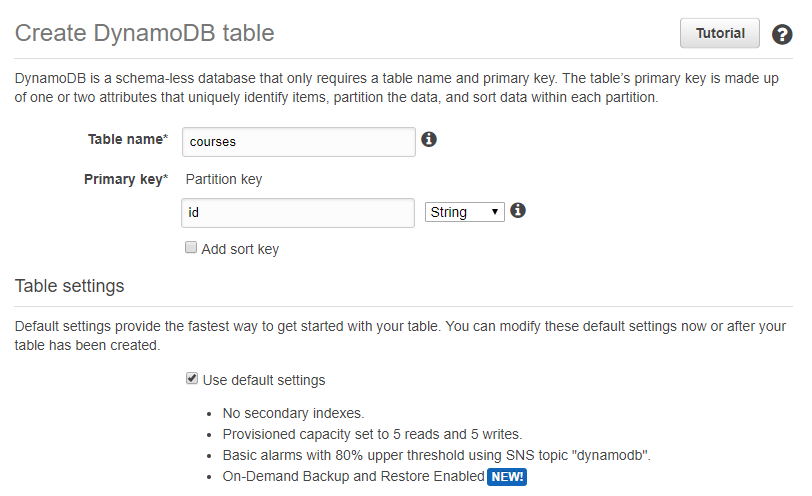 Create DynamoDB table
Tutorial
?
DynamoDB is a schema-less database that only requires a table name and primary key. The table's primary key is made up
of one or two attributes that uniquely identify items, partition the data, and sort data within each partition.
Table name* courses
Primary key* Partition key
id String
Add sort key
Table settings
Default settings provide the fastest way to get started with your table. You can modify these default settings now or after your
table has been created.
Use default settings
• No secondary indexes.
• Provisioned capacity set to 5 reads and 5 writes.
• Basic alarms with 80% upper threshold using SNS topic "dynamodb".
• On-Demand Backup and Restore Enabled NEW!